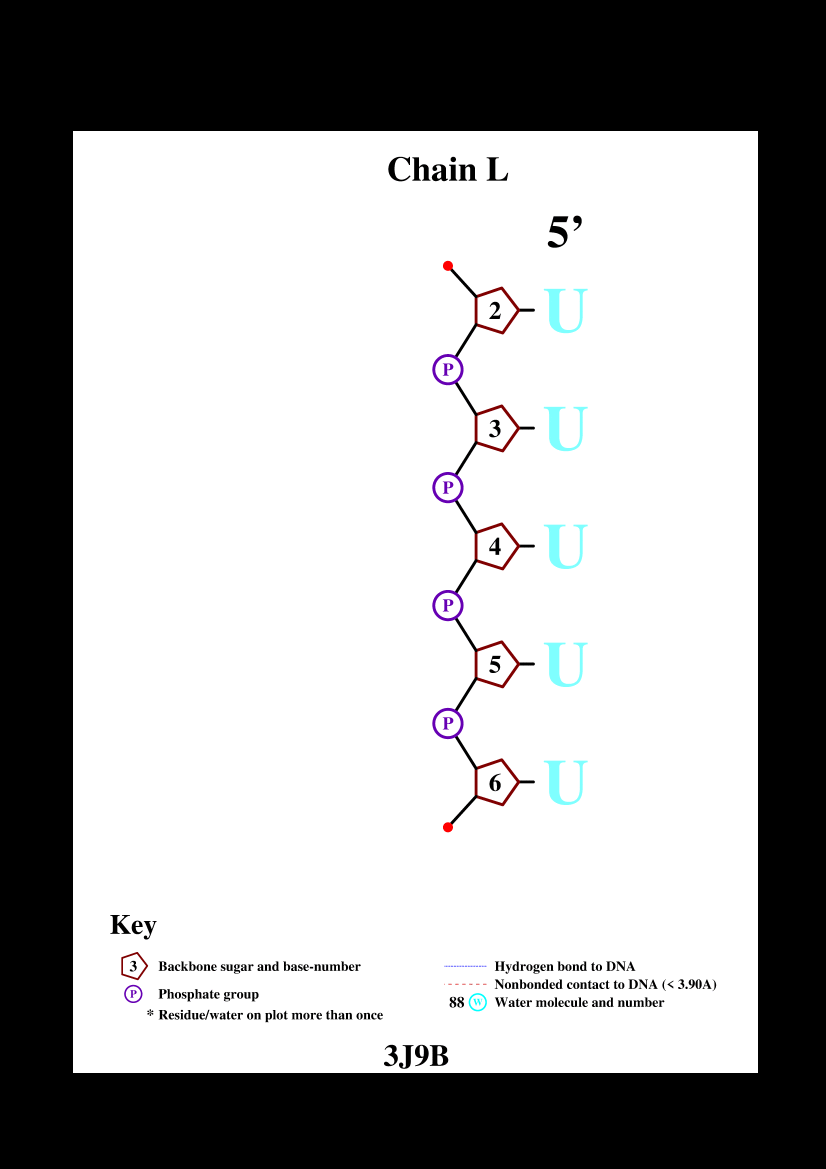 Chain L
5’
2 U
P
3 U
P
4 U
P
5 U
P
6 U
Key
3 Backbone sugar and base-number
P Phosphate group
* Residue/water on plot more than once
Hydrogen bond to DNA
Nonbonded contact to DNA (< 3.90A)
88 W Water molecule and number
3J9B